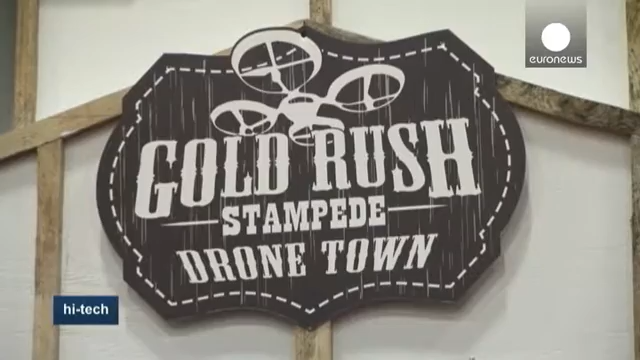 euronews
GOLD RUSH
STAMPEDE
DRONE TOWN
hi-tech